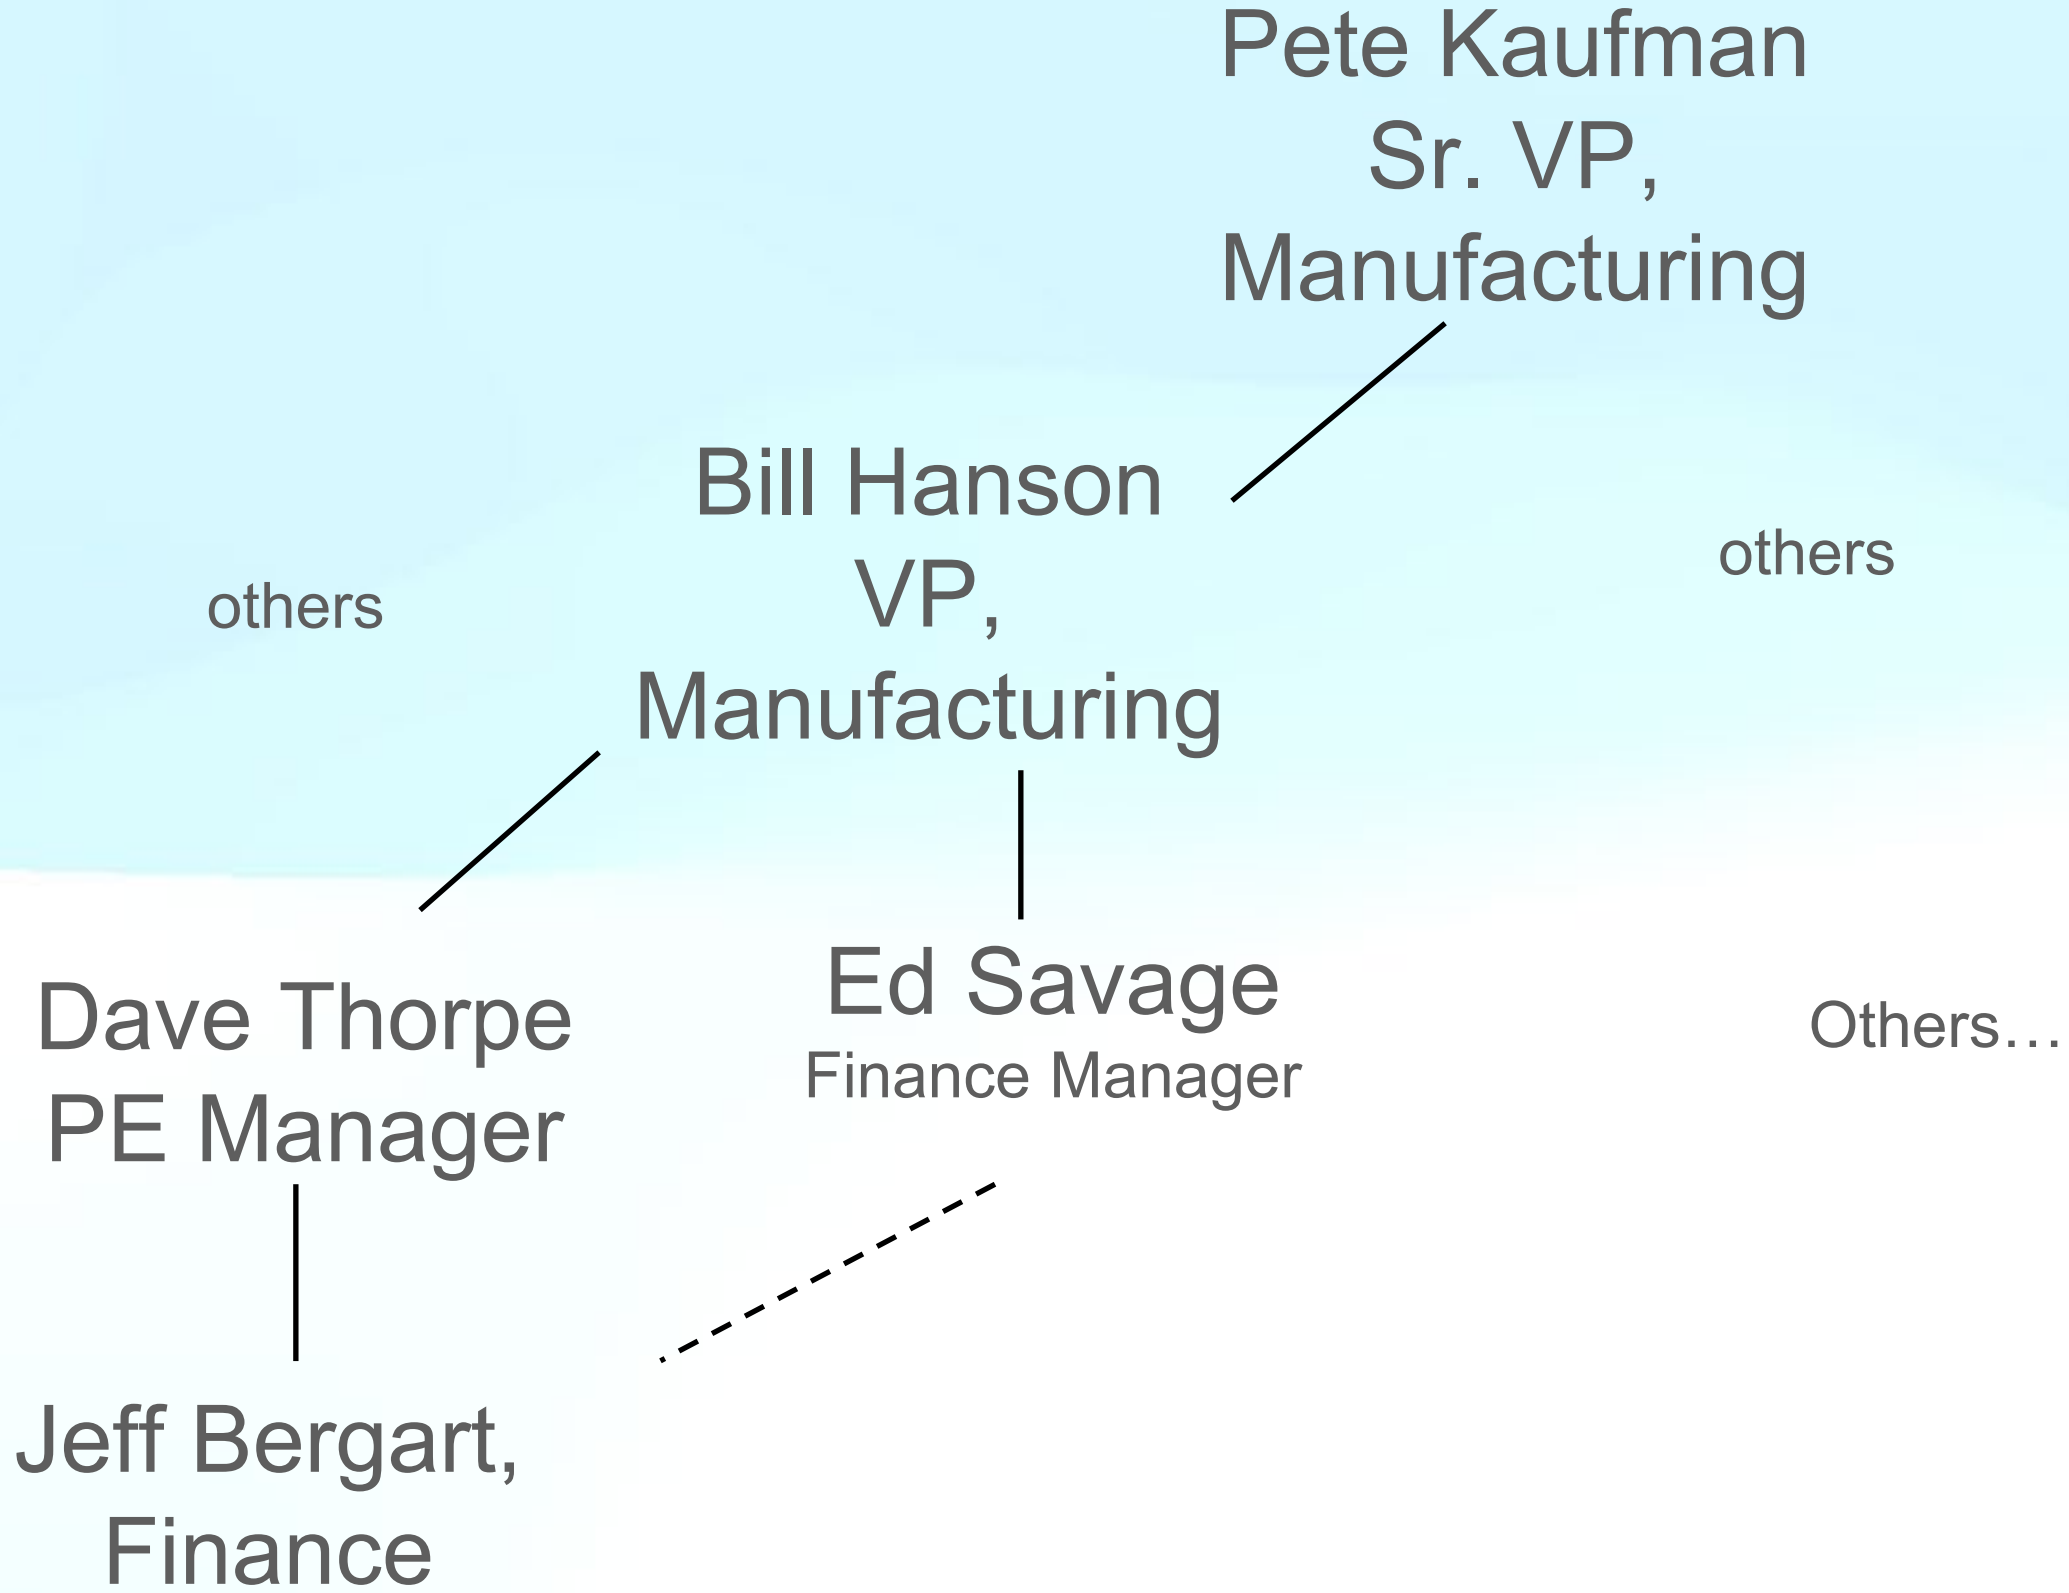 Pete Kaufman
Sr. VP,
Manufacturing
Bill Hanson
VP,
Manufacturing
others
others
Dave Thorpe
PE Manager
Ed Savage
Finance Manager
Others…
Jeff Bergart,
Finance